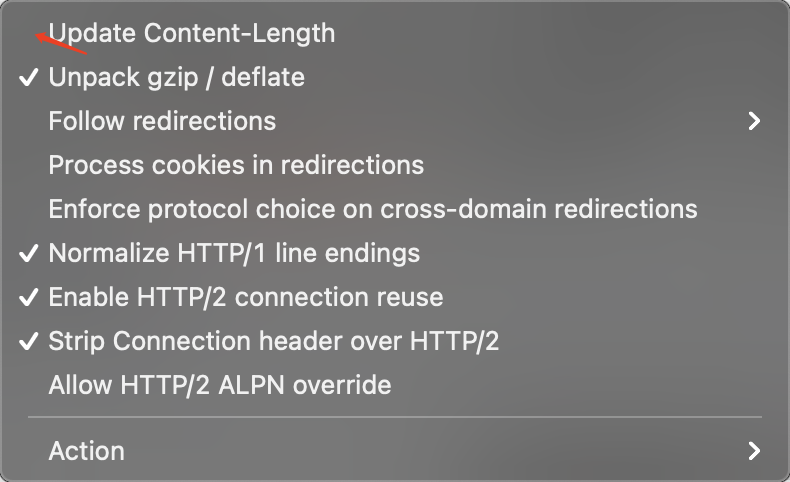 Update Content-Length
Unpack gzip / deflate
Follow redirections
Process cookies in redirections
Enforce protocol choice on cross-domain redirections
Normalize HTTP/1 line endings
Enable HTTP/2 connection reuse
Strip Connection header over HTTP/2
Allow HTTP/2 ALPN override
Action